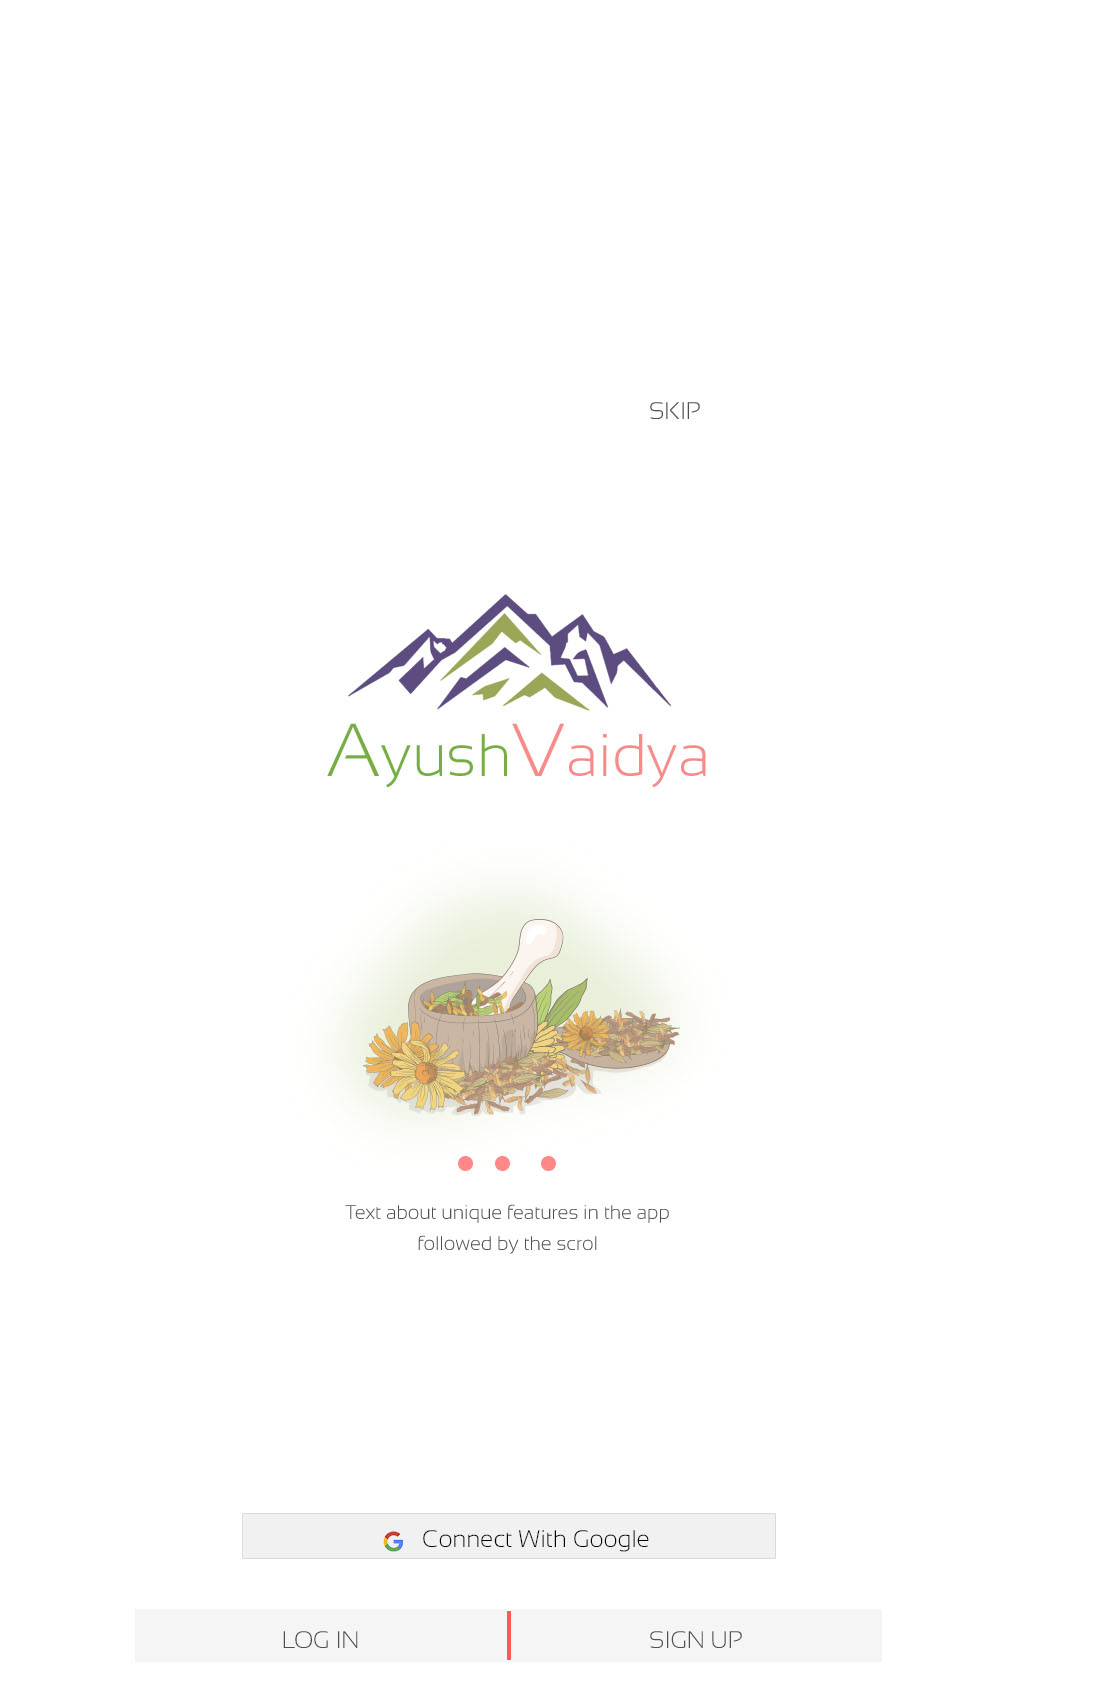 SKIP
AyushVaidya
Text about unique features in the app
followed by the scrol
Connect With Google
LOG IN
SIGN UP